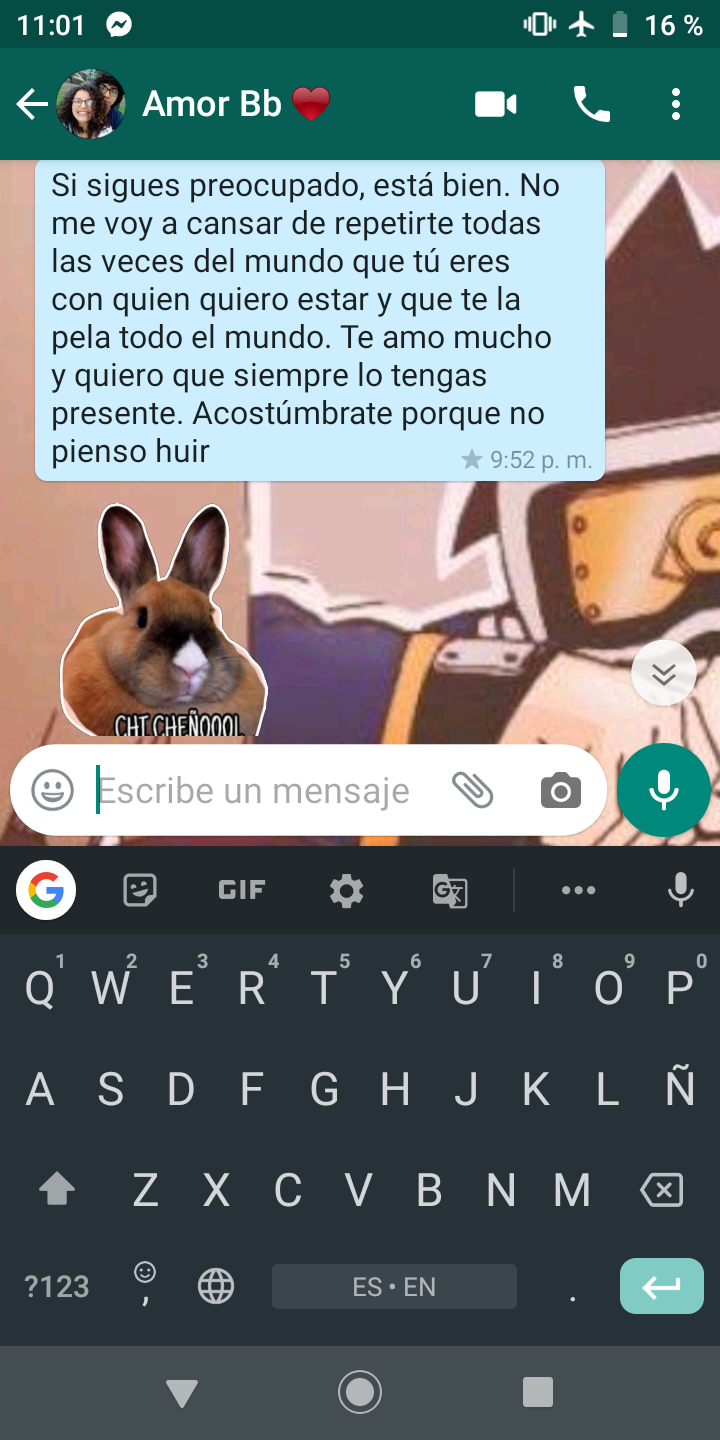 11:01 16 %
Amor Bb
Si sigues preocupado, está bien. No
me voy a cansar de repetirte todas
las veces del mundo que tú eres
con quien quiero estar y que te la
pela todo el mundo. Te amo mucho
y quiero que siempre lo tengas
presente. Acostúmbrate porque no
pienso huir
9:52 p. m.
CHT CHEÑOOOL
Escribe un mensaje
G GIF G
1 2 3 4 5 6 7 8 9 0
Q W E R T Y U I O P
A S D F G H J K L Ñ
Z X C V B N M
?123 , ES • EN .